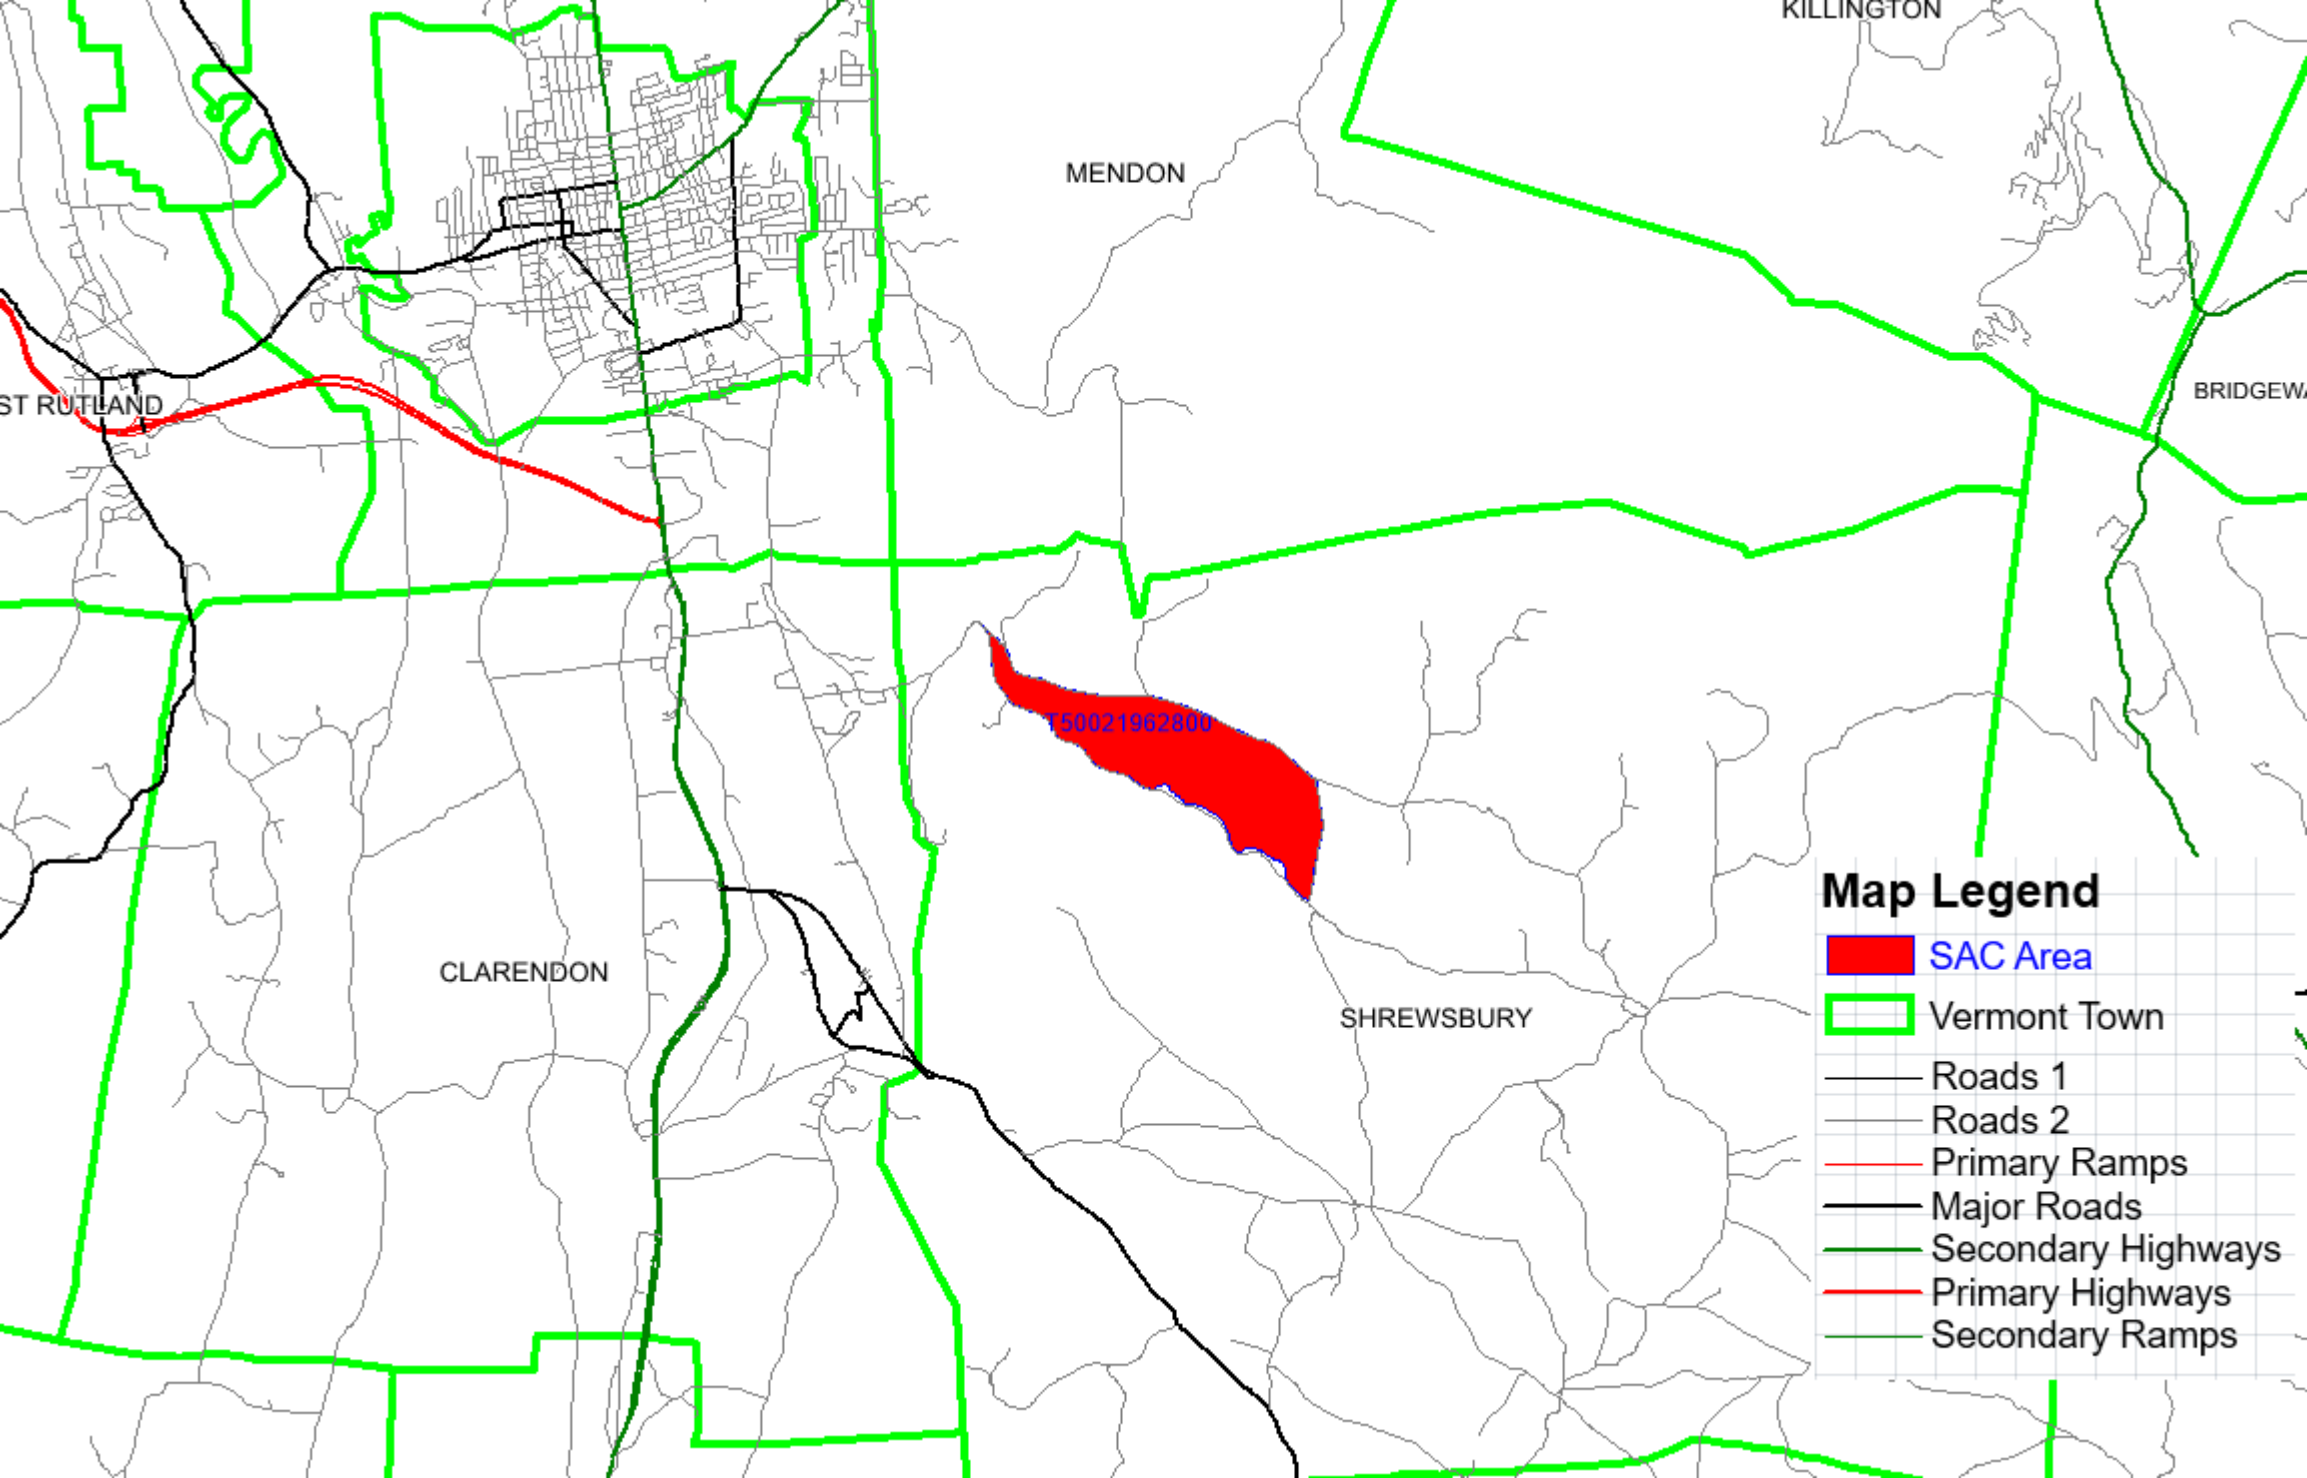 KILLINGTON
MENDON
BRIDGEWA
ST RUTLAND
T50021962800
CLARENDON
SHREWSBURY
Map Legend
SAC Area
Vermont Town
Roads 1
Roads 2
Primary Ramps
Major Roads
Secondary Highways
Primary Highways
Secondary Ramps